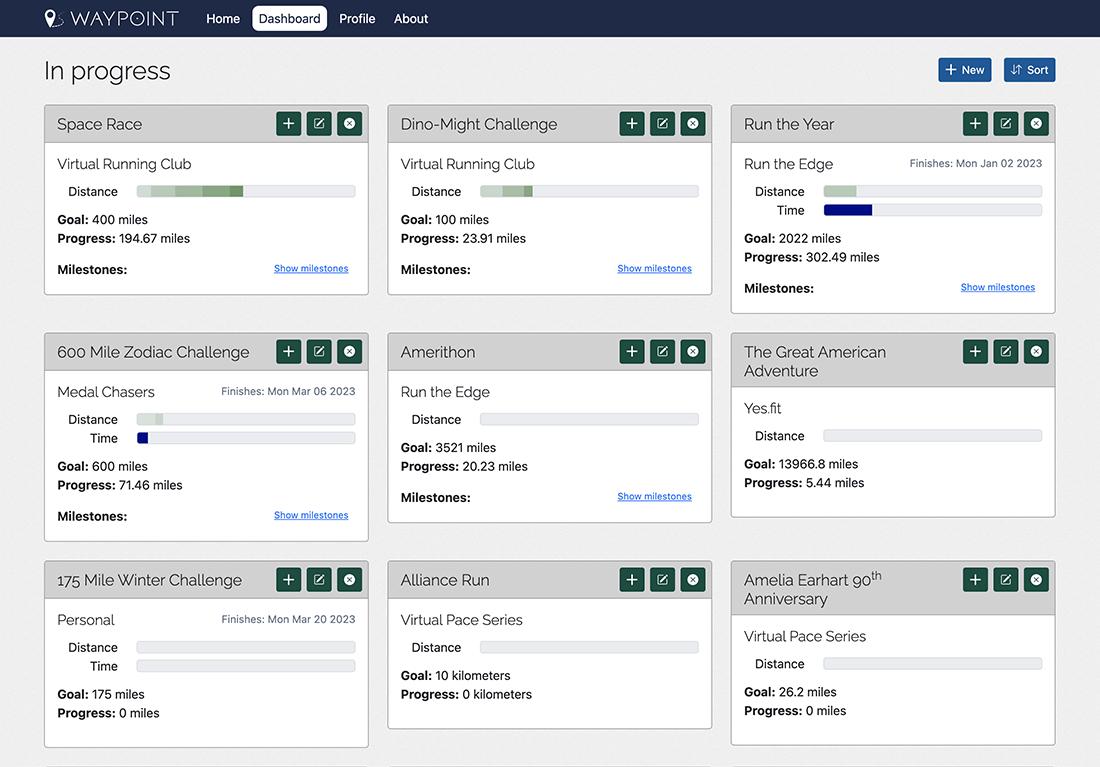 WAYPOINT Home Dashboard Profile About
In progress
New Sort
Space Race
Virtual Running Club
Distance
Goal: 400 miles
Progress: 194.67 miles
Milestones: Show milestones
Dino-Might Challenge
Virtual Running Club
Distance
Goal: 100 miles
Progress: 23.91 miles
Milestones: Show milestones
Run the Year
Run the Edge Finishes: Mon Jan 02 2023
Distance
Time
Goal: 2022 miles
Progress: 302.49 miles
Milestones: Show milestones
600 Mile Zodiac Challenge
Medal Chasers Finishes: Mon Mar 06 2023
Distance
Time
Goal: 600 miles
Progress: 71.46 miles
Milestones: Show milestones
Amerithon
Run the Edge
Distance
Goal: 3521 miles
Progress: 20.23 miles
Milestones: Show milestones
The Great American
Adventure
Yes.fit
Distance
Goal: 13966.8 miles
Progress: 5.44 miles
175 Mile Winter Challenge
Personal Finishes: Mon Mar 20 2023
Distance
Time
Goal: 175 miles
Progress: 0 miles
Alliance Run
Virtual Pace Series
Distance
Goal: 10 kilometers
Progress: 0 kilometers
Amelia Earhart 90th
Anniversary
Virtual Pace Series
Distance
Goal: 26.2 miles
Progress: 0 miles